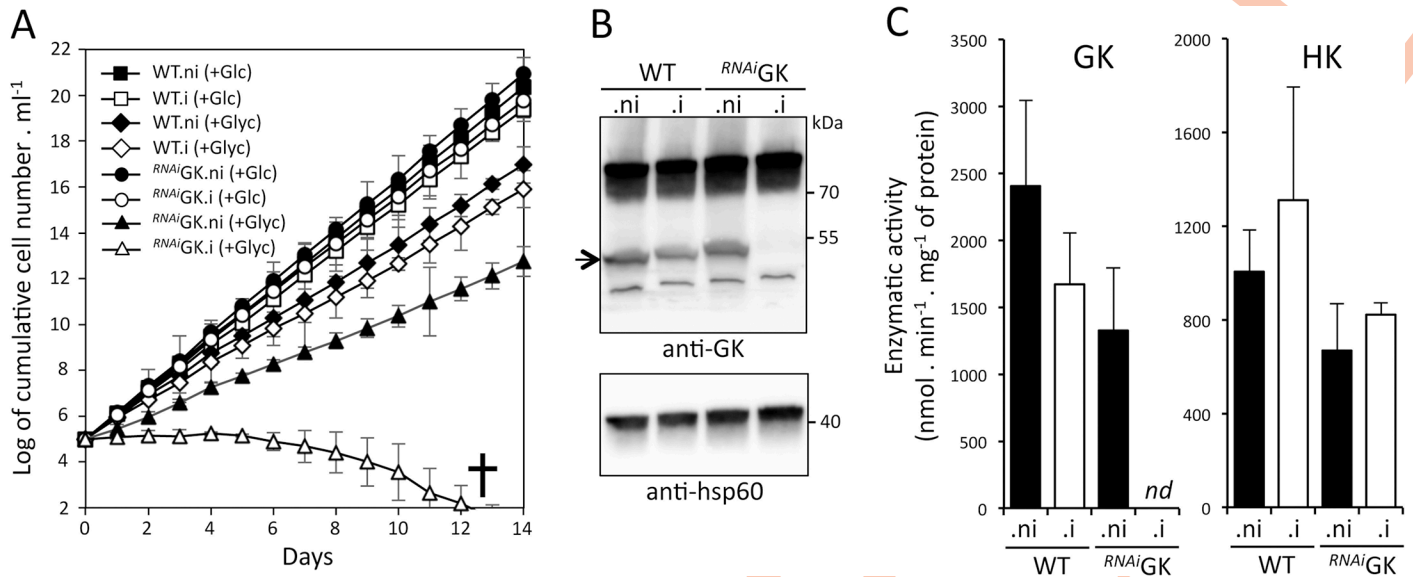 A
Log of cumulative cell number . ml⁻¹
22
20
18
16
14
12
10
8
6
4
2
WT.ni (+Glc)
WT.i (+Glc)
WT.ni (+Glyc)
WT.i (+Glyc)
RNAiGK.ni (+Glc)
RNAiGK.i (+Glc)
RNAiGK.ni (+Glyc)
RNAiGK.i (+Glyc)
0 2 4 6 8 10 12 14
Days
B
WT RNAiGK
.ni .i .ni .i
kDa
70
55
anti-GK
40
anti-hsp60
C
Enzymatic activity
(nmol . min⁻¹ . mg⁻¹ of protein)
GK
3500
3000
2500
2000
1500
1000
500
0
nd
.ni .i .ni .i
WT RNAiGK
HK
2000
1600
1200
800
400
0
.ni .i .ni .i
WT RNAiGK